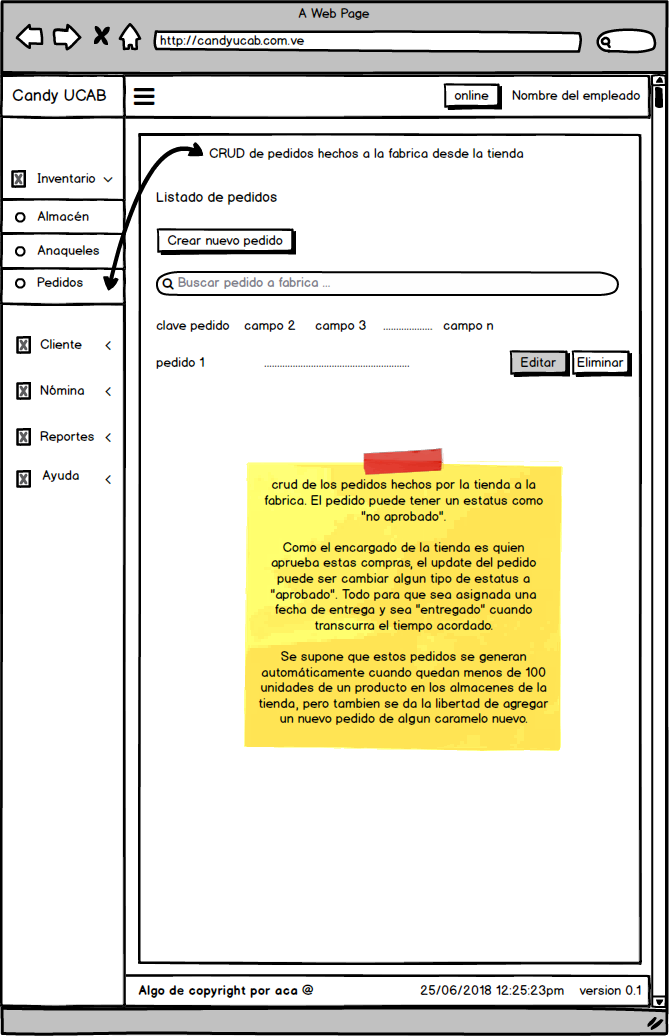 A Web Page
http://candyucab.com.ve
Candy UCAB
online
Nombre del empleado
Inventario
Almacén
Anaqueles
Pedidos
Cliente
Nómina
Reportes
Ayuda
CRUD de pedidos hechos a la fabrica desde la tienda
Listado de pedidos
Crear nuevo pedido
Buscar pedido a fabrica ...
clave pedido campo 2 campo 3 ................... campo n
pedido 1 ........................................................ Editar Eliminar
crud de los pedidos hechos por la tienda a la
fabrica. El pedido puede tener un estatus como
"no aprobado".
Como el encargado de la tienda es quien
aprueba estas compras, el update del pedido
puede ser cambiar algun tipo de estatus a
"aprobado". Todo para que sea asignada una
fecha de entrega y sea "entregado" cuando
transcurra el tiempo acordado.
Se supone que estos pedidos se generan
automáticamente cuando quedan menos de 100
unidades de un producto en los almacenes de la
tienda, pero tambien se da la libertad de agregar
un nuevo pedido de algun caramelo nuevo.
Algo de copyright por aca @
25/06/2018 12:25:23pm version 0.1